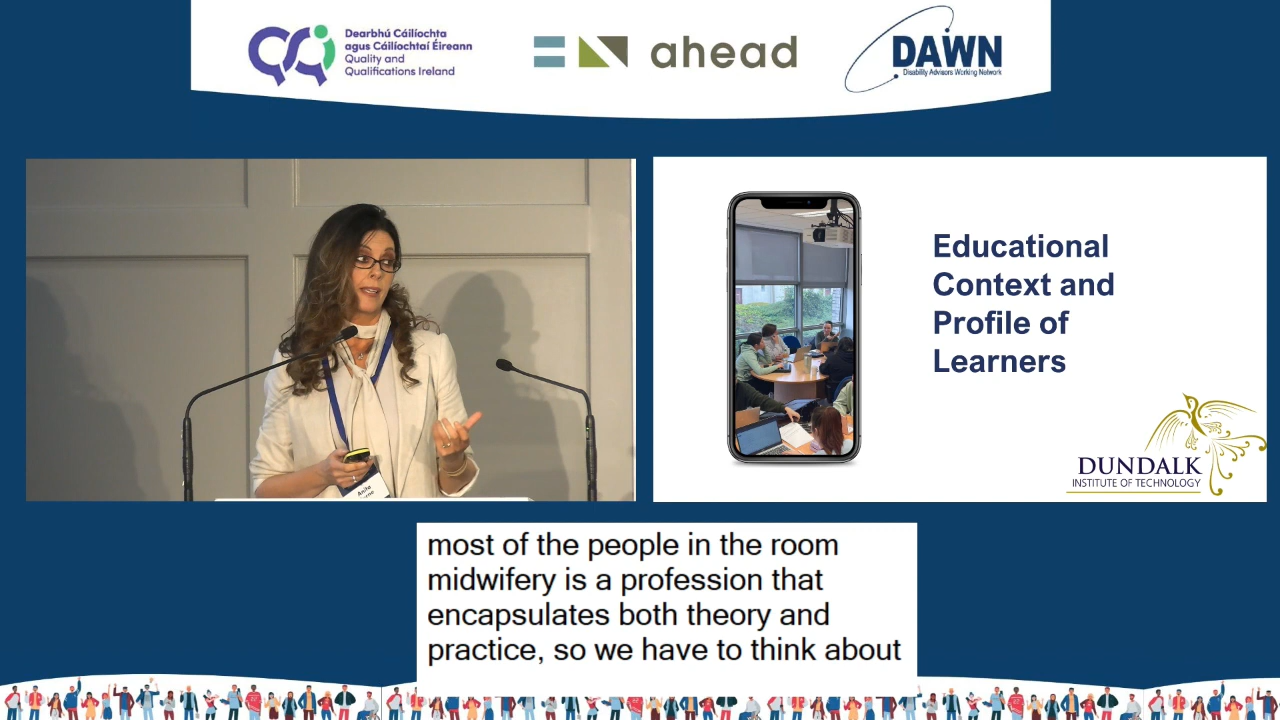 Dearbhú Cáilíochta
agus Cáilíochtaí Éireann
Quality and
Qualifications Ireland
ahead
DAWN
Disability Advisors Working Network
Educational
Context and
Profile of
Learners
DUNDALK
INSTITUTE OF TECHNOLOGY
Anita
most of the people in the room
midwifery is a profession that
encapsulates both theory and
practice, so we have to think about